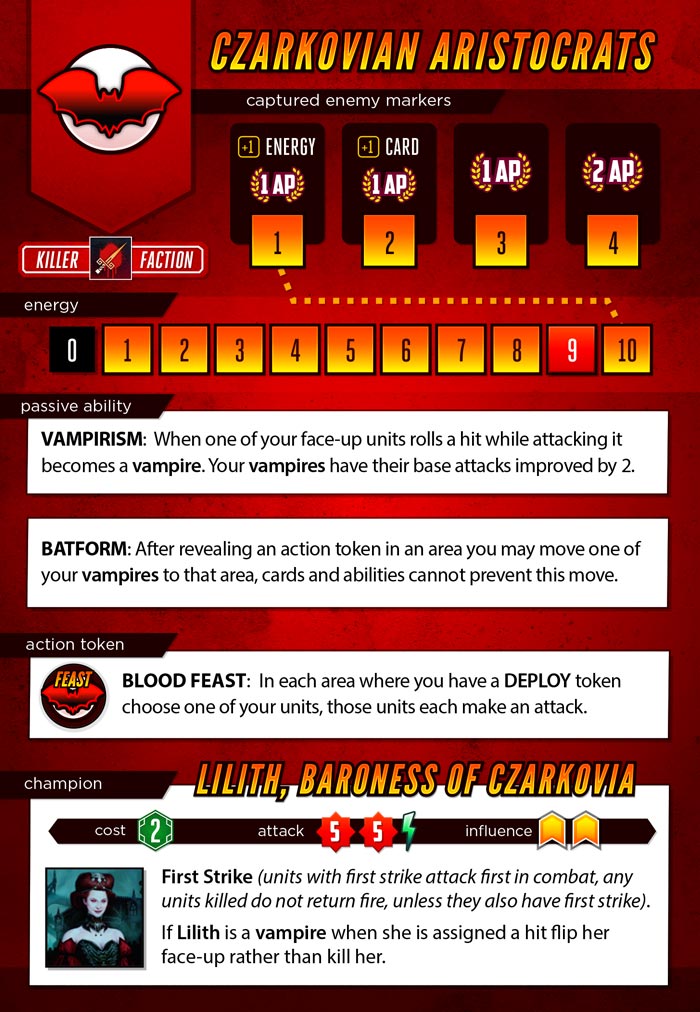 CZARKOVIAN ARISTOCRATS
captured enemy markers
+1 ENERGY
1 AP
+1 CARD
1 AP
1 AP
2 AP
1 2 3 4
KILLER FACTION
energy
0 1 2 3 4 5 6 7 8 9 10
passive ability
VAMPIRISM: When one of your face-up units rolls a hit while attacking it
becomes a vampire. Your vampires have their base attacks improved by 2.
BATFORM: After revealing an action token in an area you may move one of
your vampires to that area, cards and abilities cannot prevent this move.
action token
FEAST
BLOOD FEAST: In each area where you have a DEPLOY token
choose one of your units, those units each make an attack.
champion
LILITH, BARONESS OF CZARKOVIA
cost 2 attack 5 5 influence
First Strike (units with first strike attack first in combat, any
units killed do not return fire, unless they also have first strike).
If Lilith is a vampire when she is assigned a hit flip her
face-up rather than kill her.